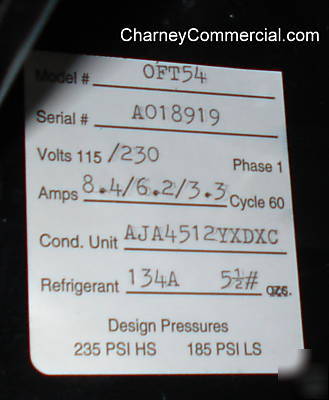 CharneyCommercial.com
Model # OFT54
Serial # A018919
Volts 115 /230 Phase 1
Amps 8.4/6.2/3.3 Cycle 60
Cond. Unit AJA4512YXDXC
Refrigerant 134A 5½# ozs.
Design Pressures
235 PSI HS 185 PSI LS